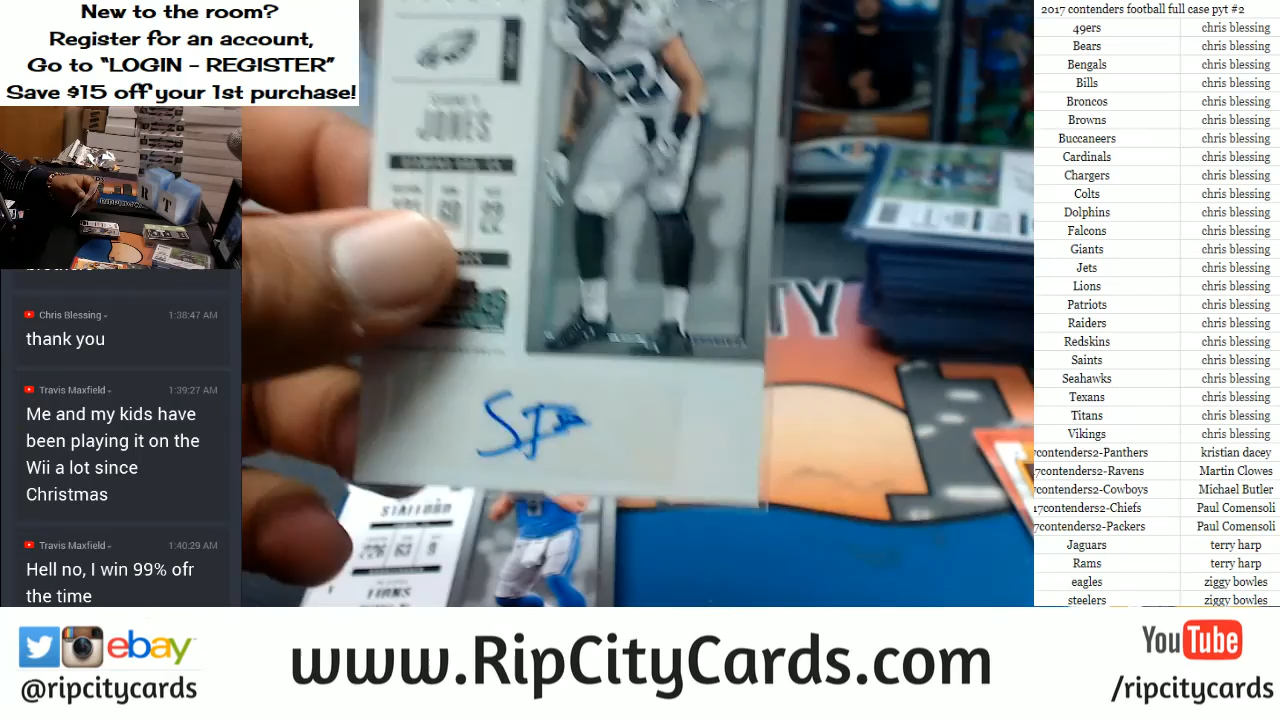 New to the room?
Register for an account,
Go to “LOGIN - REGISTER”
Save $15 off your 1st purchase!
Chris Blessing
1:38:47 AM
thank you
Travis Maxfield
1:39:27 AM
Me and my kids have
been playing it on the
Wii a lot since
Christmas
Travis Maxfield
1:40:29 AM
Hell no, I win 99% ofr
the time
JONES
22
STAFFORD
226 63 9
LIONS
TY
2017 contenders football full case pyt #2
49ers chris blessing
Bears chris blessing
Bengals chris blessing
Bills chris blessing
Broncos chris blessing
Browns chris blessing
Buccaneers chris blessing
Cardinals chris blessing
Chargers chris blessing
Colts chris blessing
Dolphins chris blessing
Falcons chris blessing
Giants chris blessing
Jets chris blessing
Lions chris blessing
Patriots chris blessing
Raiders chris blessing
Redskins chris blessing
Saints chris blessing
Seahawks chris blessing
Texans chris blessing
Titans chris blessing
Vikings chris blessing
7contenders2-Panthers kristian dacey
7contenders2-Ravens Martin Clowes
7contenders2-Cowboys Michael Butler
17contenders2-Chiefs Paul Comensoli
7contenders2-Packers Paul Comensoli
Jaguars terry harp
Rams terry harp
eagles ziggy bowles
steelers ziggy bowles
ebay
@ripcitycards
www.RipCityCards.com
YouTube
/ripcitycards